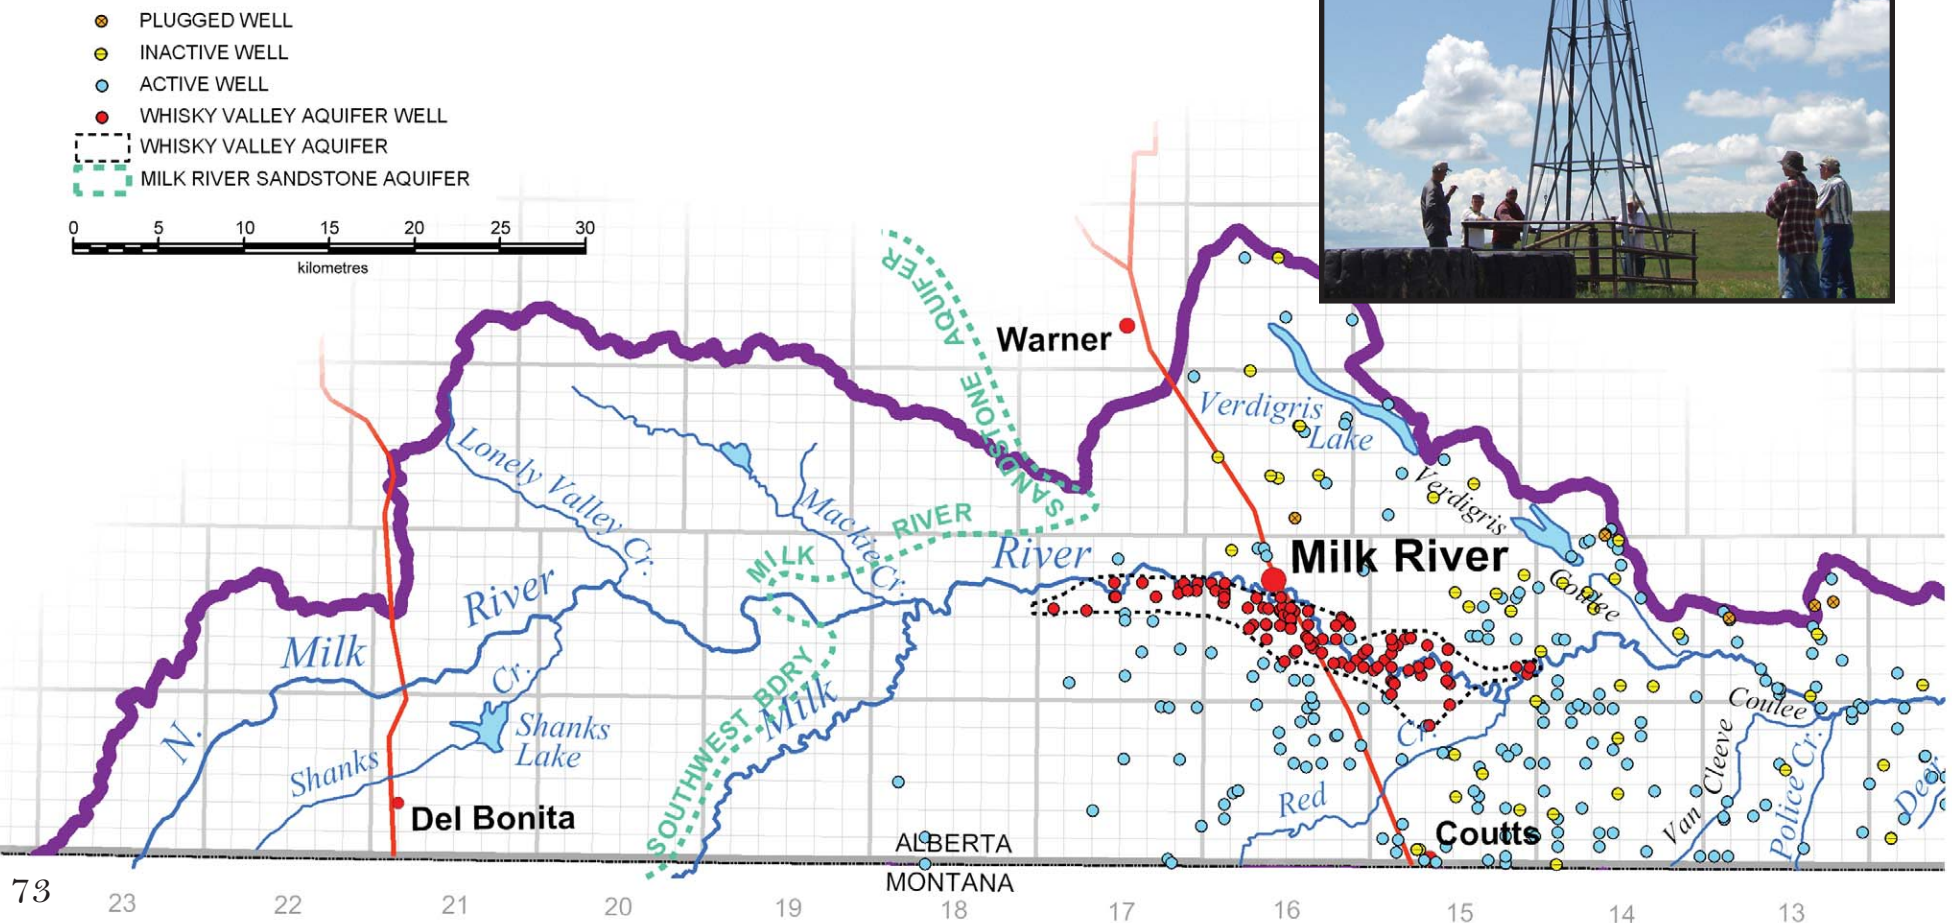 PLUGGED WELL
INACTIVE WELL
ACTIVE WELL
WHISKY VALLEY AQUIFER WELL
WHISKY VALLEY AQUIFER
MILK RIVER SANDSTONE AQUIFER
0 5 10 15 20 25 30
kilometres
Warner
Verdigris
Lake
Verdigris
Coulee
Lonely Valley Cr.
Mackie Cr.
MILK RIVER SANDSTONE AQUIFER
SOUTHWEST BDRY
River
Milk River
N. Milk River
Milk
Shanks Cr.
Shanks
Lake
Del Bonita
Red Cr.
Coutts
Van Cleeve Coulee
Police Cr.
Deer
ALBERTA
MONTANA
73
23 22 21 20 19 18 17 16 15 14 13